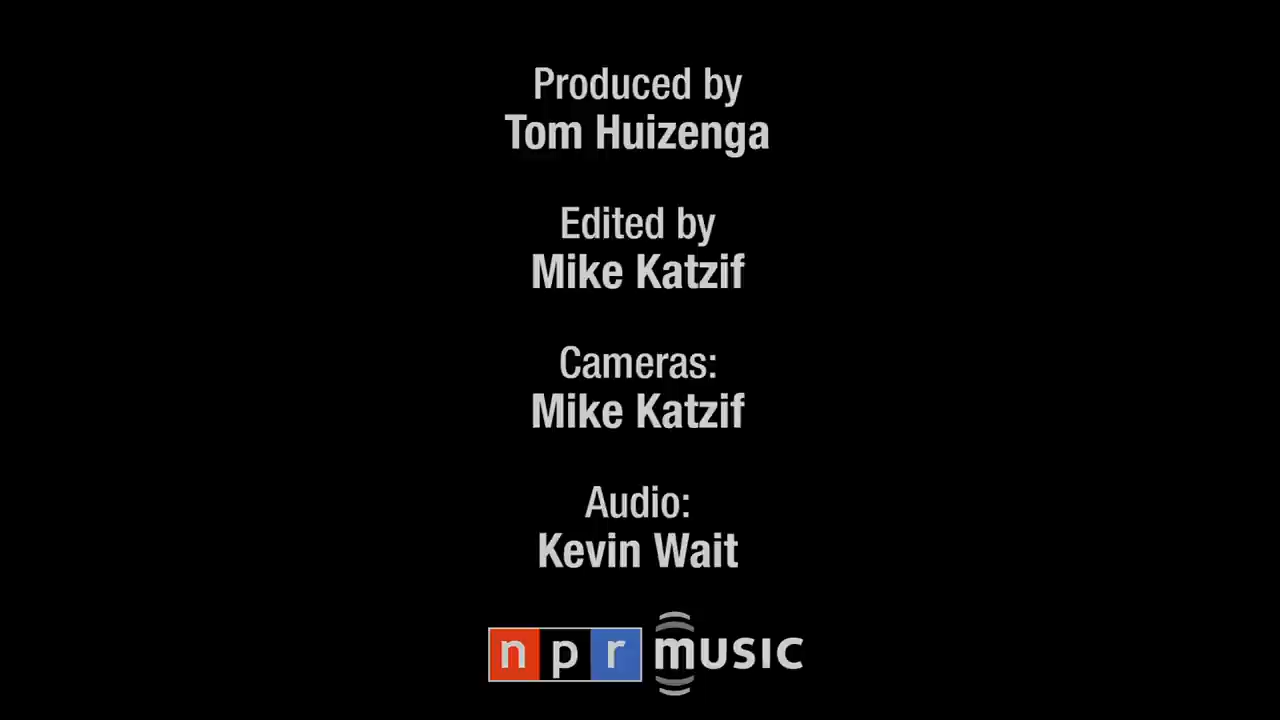 Produced by
Tom Huizenga
Edited by
Mike Katzif
Cameras:
Mike Katzif
Audio:
Kevin Wait
npr music